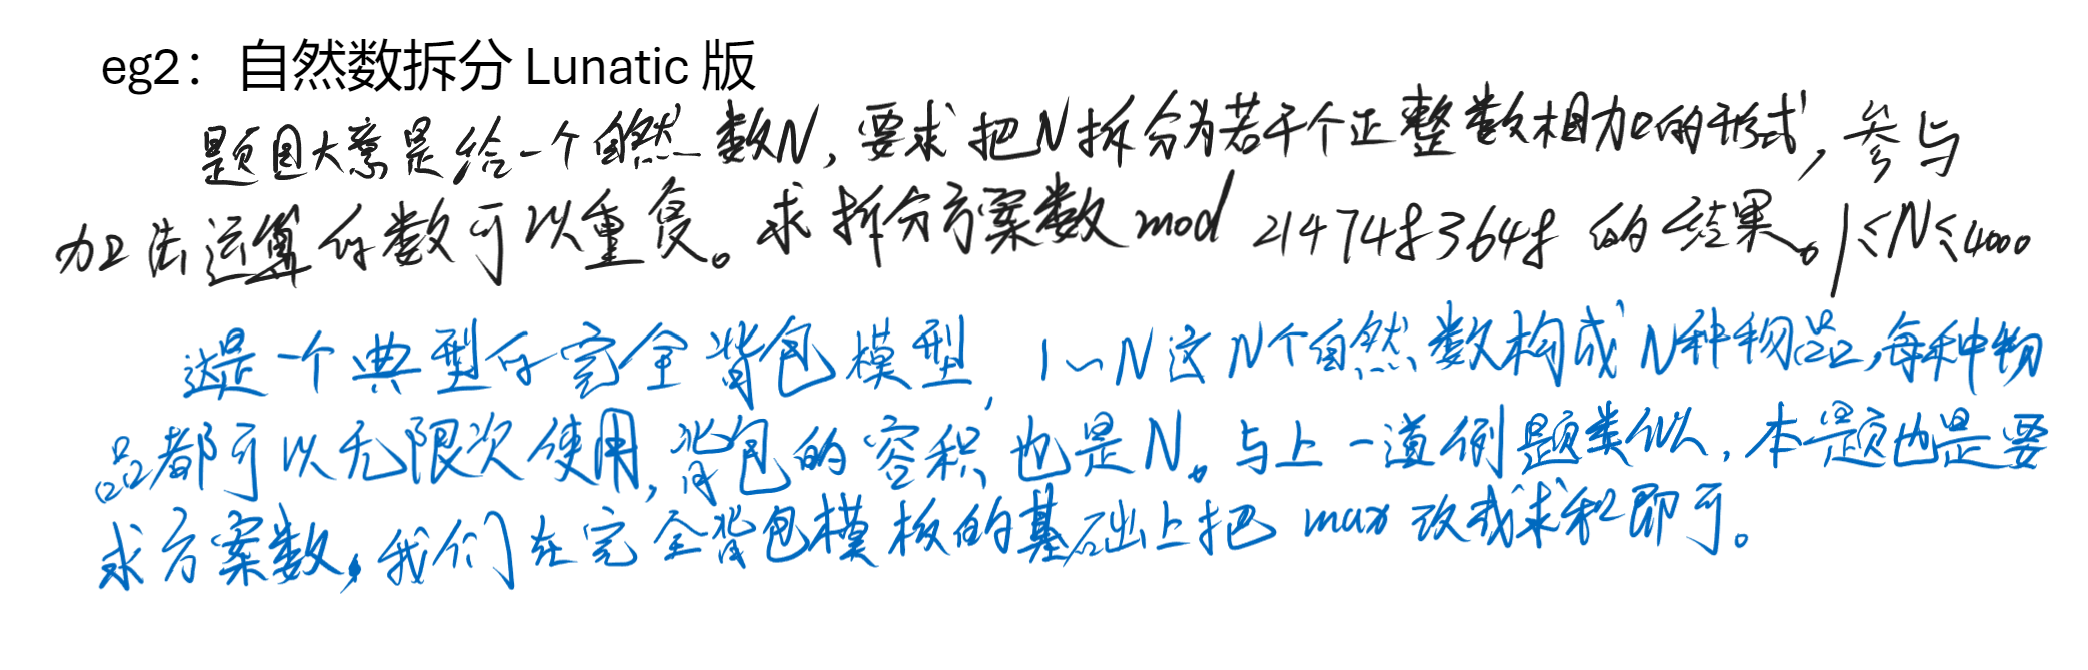 eg2：自然数拆分 Lunatic 版
题目大意是给一个自然数N，要求把N拆分为若干个正整数相加的形式，参与
加法运算的数可以重复。求拆分方案数 mod 2147483648 的结果。1≤N≤4000
这是一个典型的完全背包模型，1~N这N个自然数构成N种物品，每种物
品都可以无限次使用，背包的容积也是N。与上一道例题类似，本题也是要
求方案数，我们在完全背包模板的基础上把 max 改成求和即可。